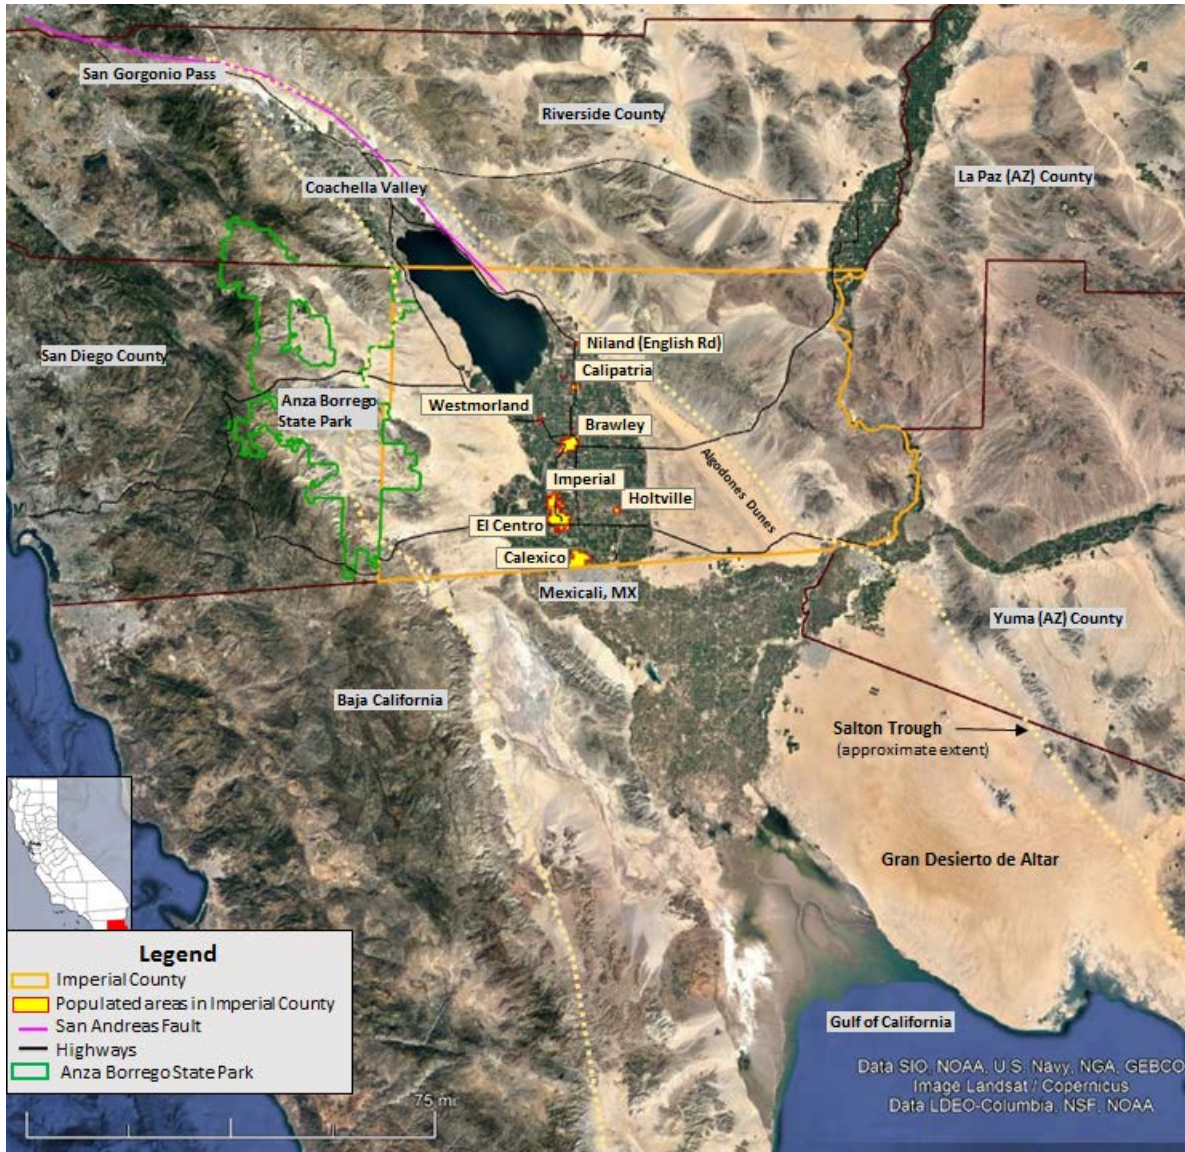 San Gorgonio Pass
Riverside County
La Paz (AZ) County
Coachella Valley
San Diego County
Niland (English Rd)
Calipatria
Anza Borrego
State Park
Westmorland
Brawley
Algodones Dunes
Imperial
Holtville
El Centro
Calexico
Mexicali, MX
Yuma (AZ) County
Baja California
Salton Trough
(approximate extent)
Gran Desierto de Altar
Gulf of California
Legend
Imperial County
Populated areas in Imperial County
San Andreas Fault
Highways
Anza Borrego State Park
75 mi
Data SIO, NOAA, U.S. Navy, NGA, GEBCO
Image Landsat / Copernicus
Data LDEO-Columbia, NSF, NOAA